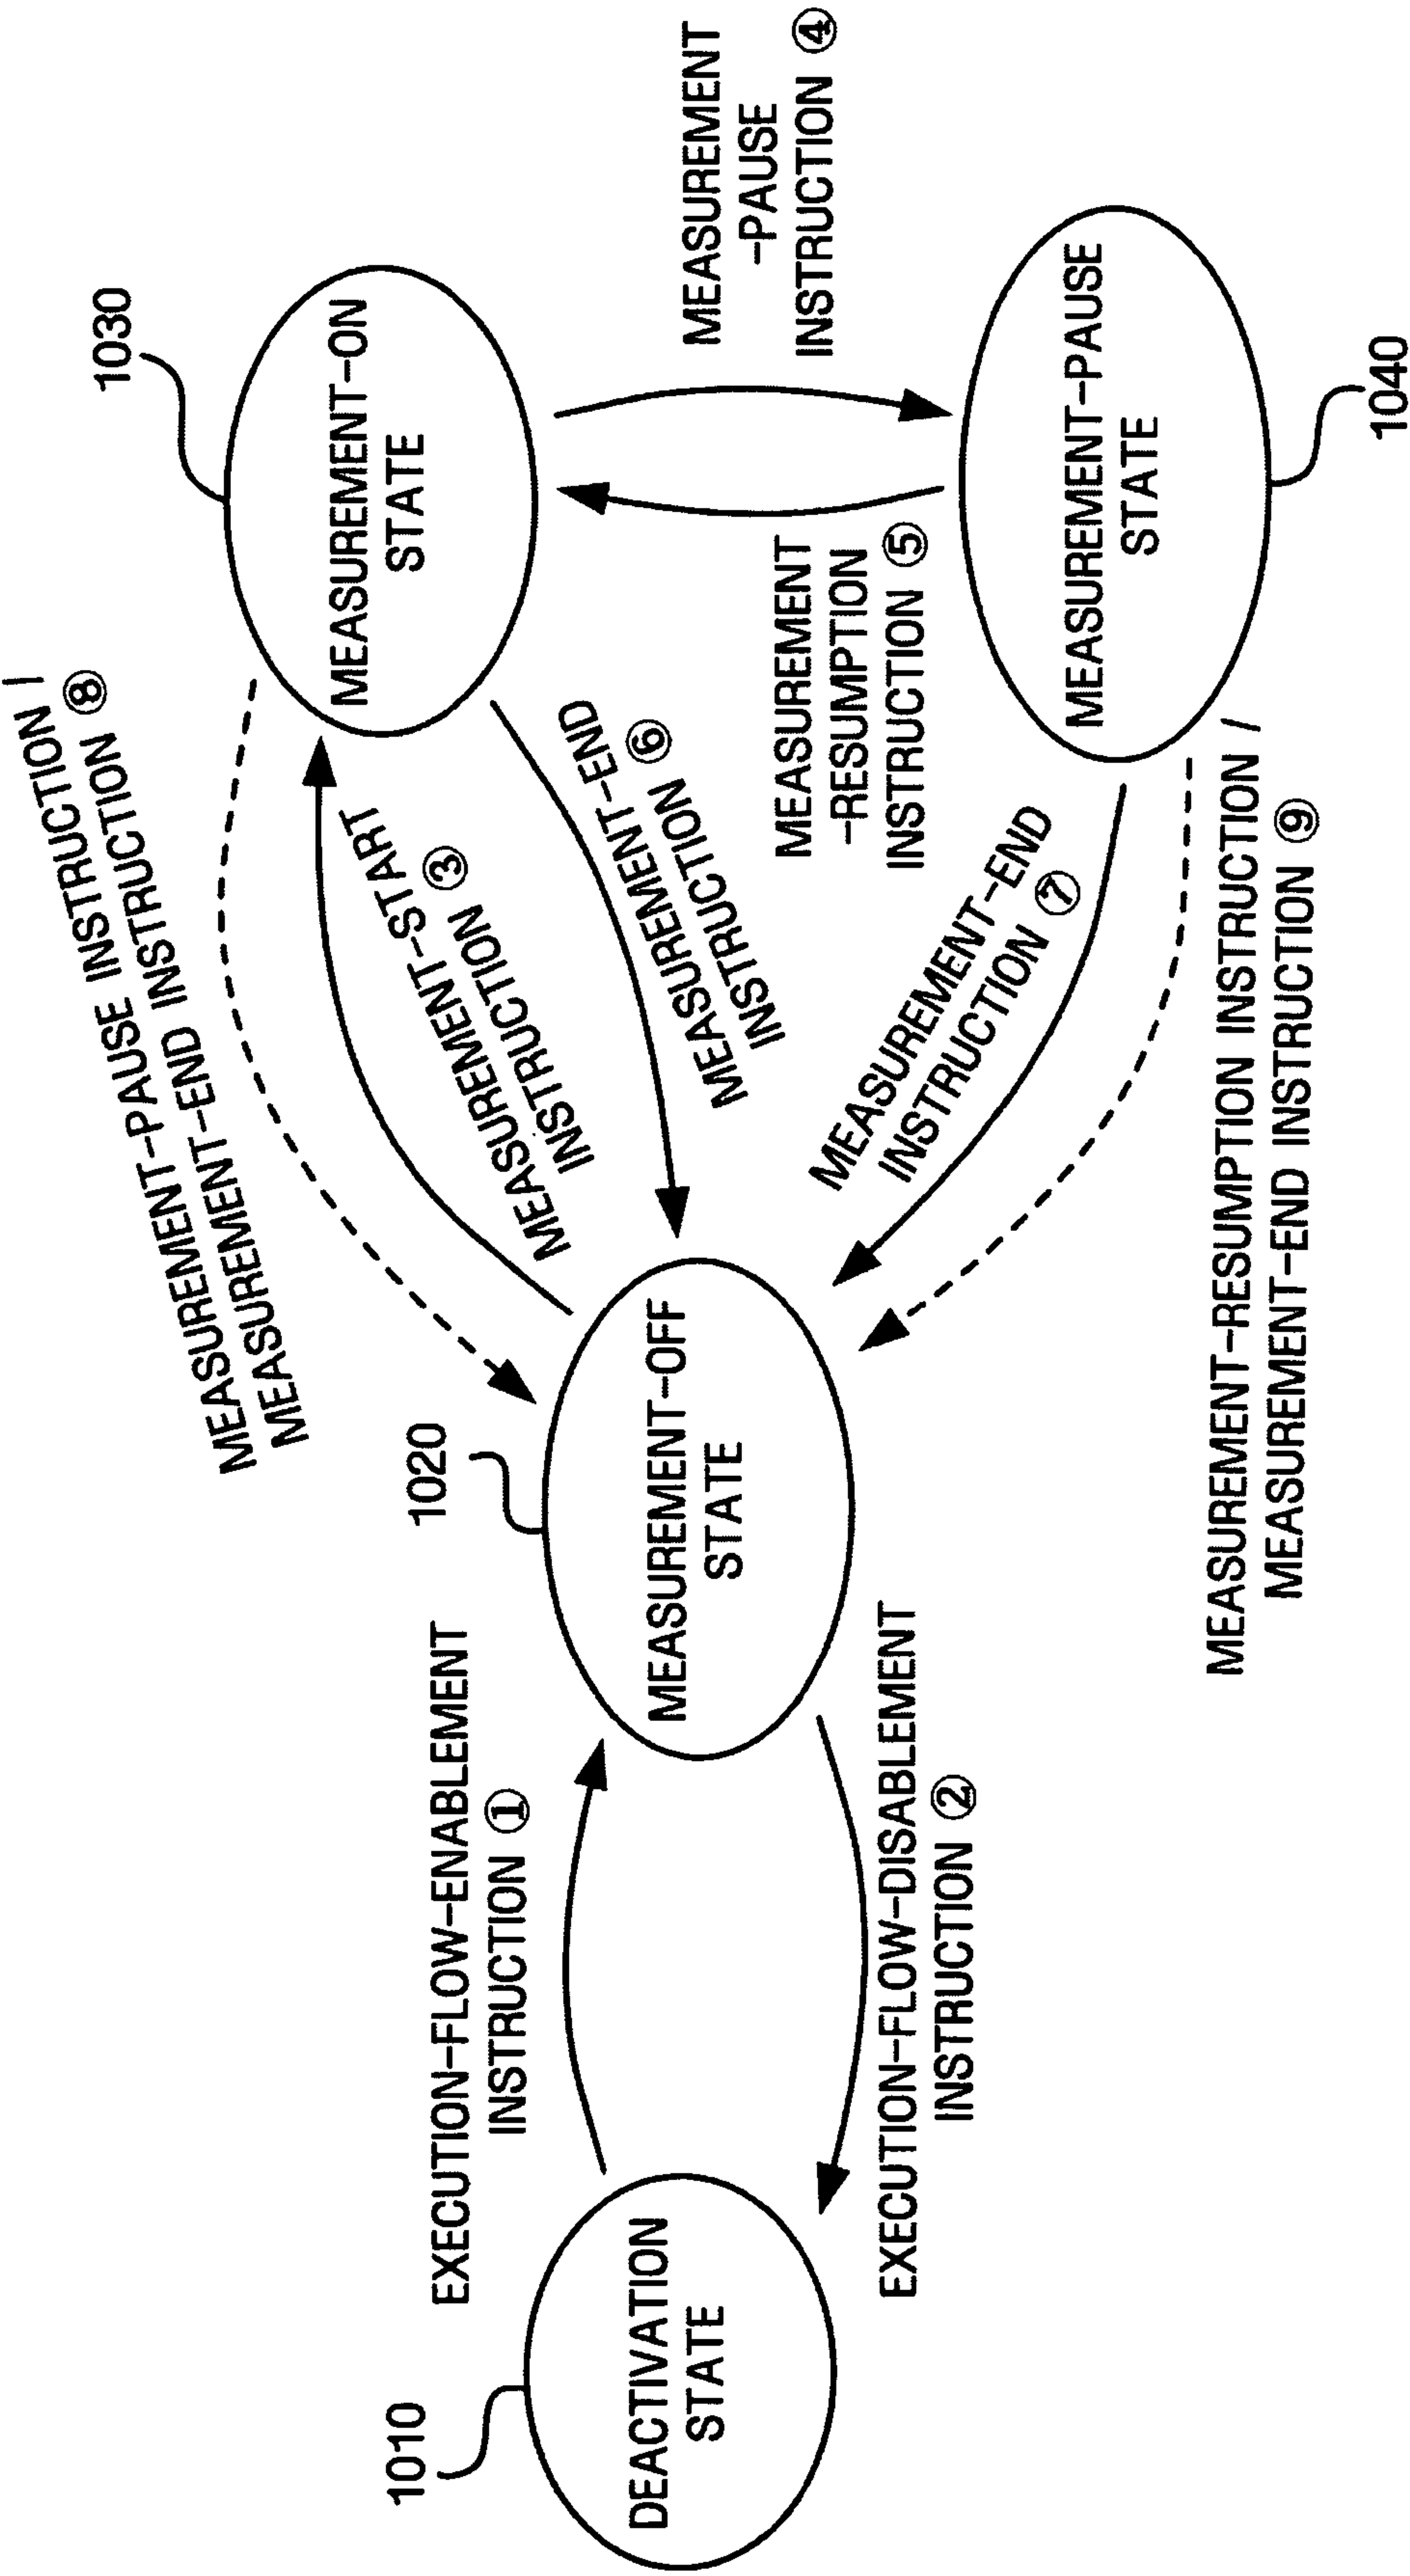 1010
DEACTIVATION
STATE
EXECUTION-FLOW-ENABLEMENT
INSTRUCTION ①
EXECUTION-FLOW-DISABLEMENT
INSTRUCTION ②
1020
MEASUREMENT-OFF
STATE
MEASUREMENT-PAUSE INSTRUCTION /
MEASUREMENT-END INSTRUCTION ⑧
MEASUREMENT-START
INSTRUCTION ③
MEASUREMENT-END
INSTRUCTION ⑥
MEASUREMENT-END
INSTRUCTION ⑦
MEASUREMENT-RESUMPTION INSTRUCTION /
MEASUREMENT-END INSTRUCTION ⑨
1030
MEASUREMENT-ON
STATE
MEASUREMENT
-RESUMPTION
INSTRUCTION ⑤
MEASUREMENT
-PAUSE
INSTRUCTION ④
MEASUREMENT-PAUSE
STATE
1040